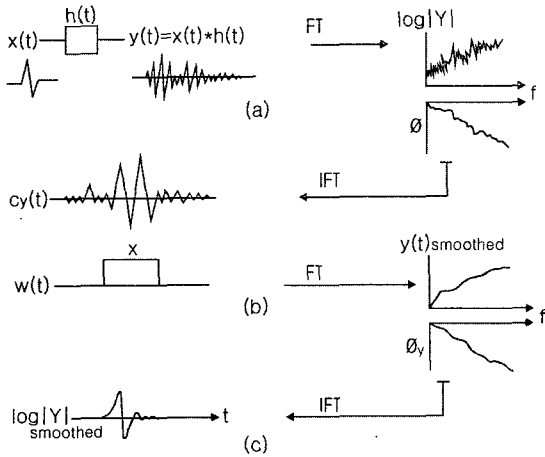 h(t)
x(t) y(t)=x(t)*h(t)
FT
log|Y|
f
(a)
Ø
IFT
cy(t)
x
w(t)
(b)
FT
y(t)smoothed
f
Øy
IFT
log|Y| t
smoothed
(c)